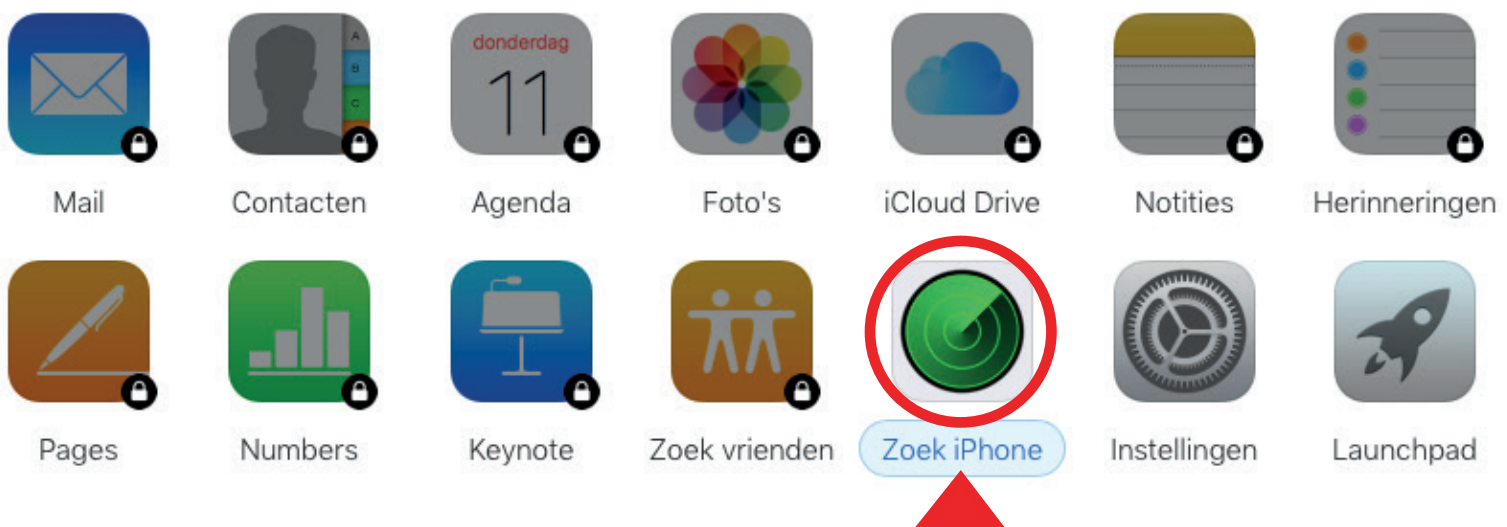 donderdag
11
A
B
C
Mail
Contacten
Agenda
Foto's
iCloud Drive
Notities
Herinneringen
Pages
Numbers
Keynote
Zoek vrienden
Zoek iPhone
Instellingen
Launchpad